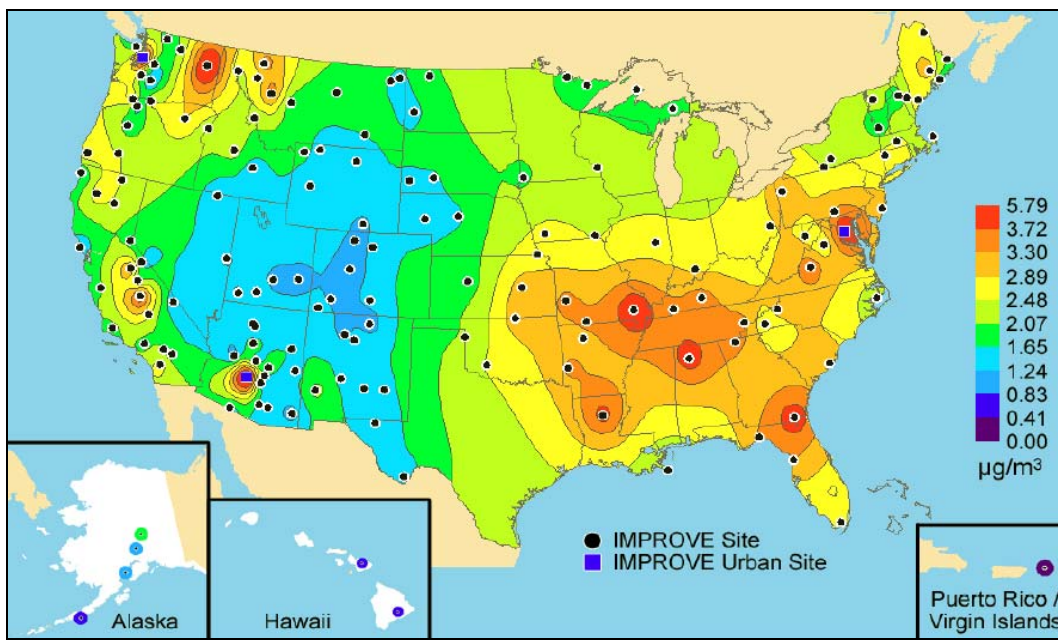 5.79
3.72
3.30
2.89
2.48
2.07
1.65
1.24
0.83
0.41
0.00
µg/m³
IMPROVE Site
IMPROVE Urban Site
Alaska
Hawaii
Puerto Rico /
Virgin Islands